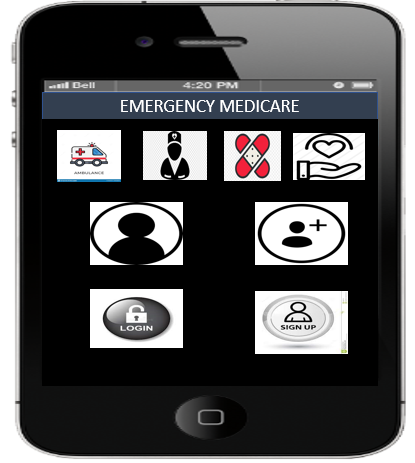 Bell 4:20 PM
EMERGENCY MEDICARE
AMBULANCE
LOGIN
SIGN UP